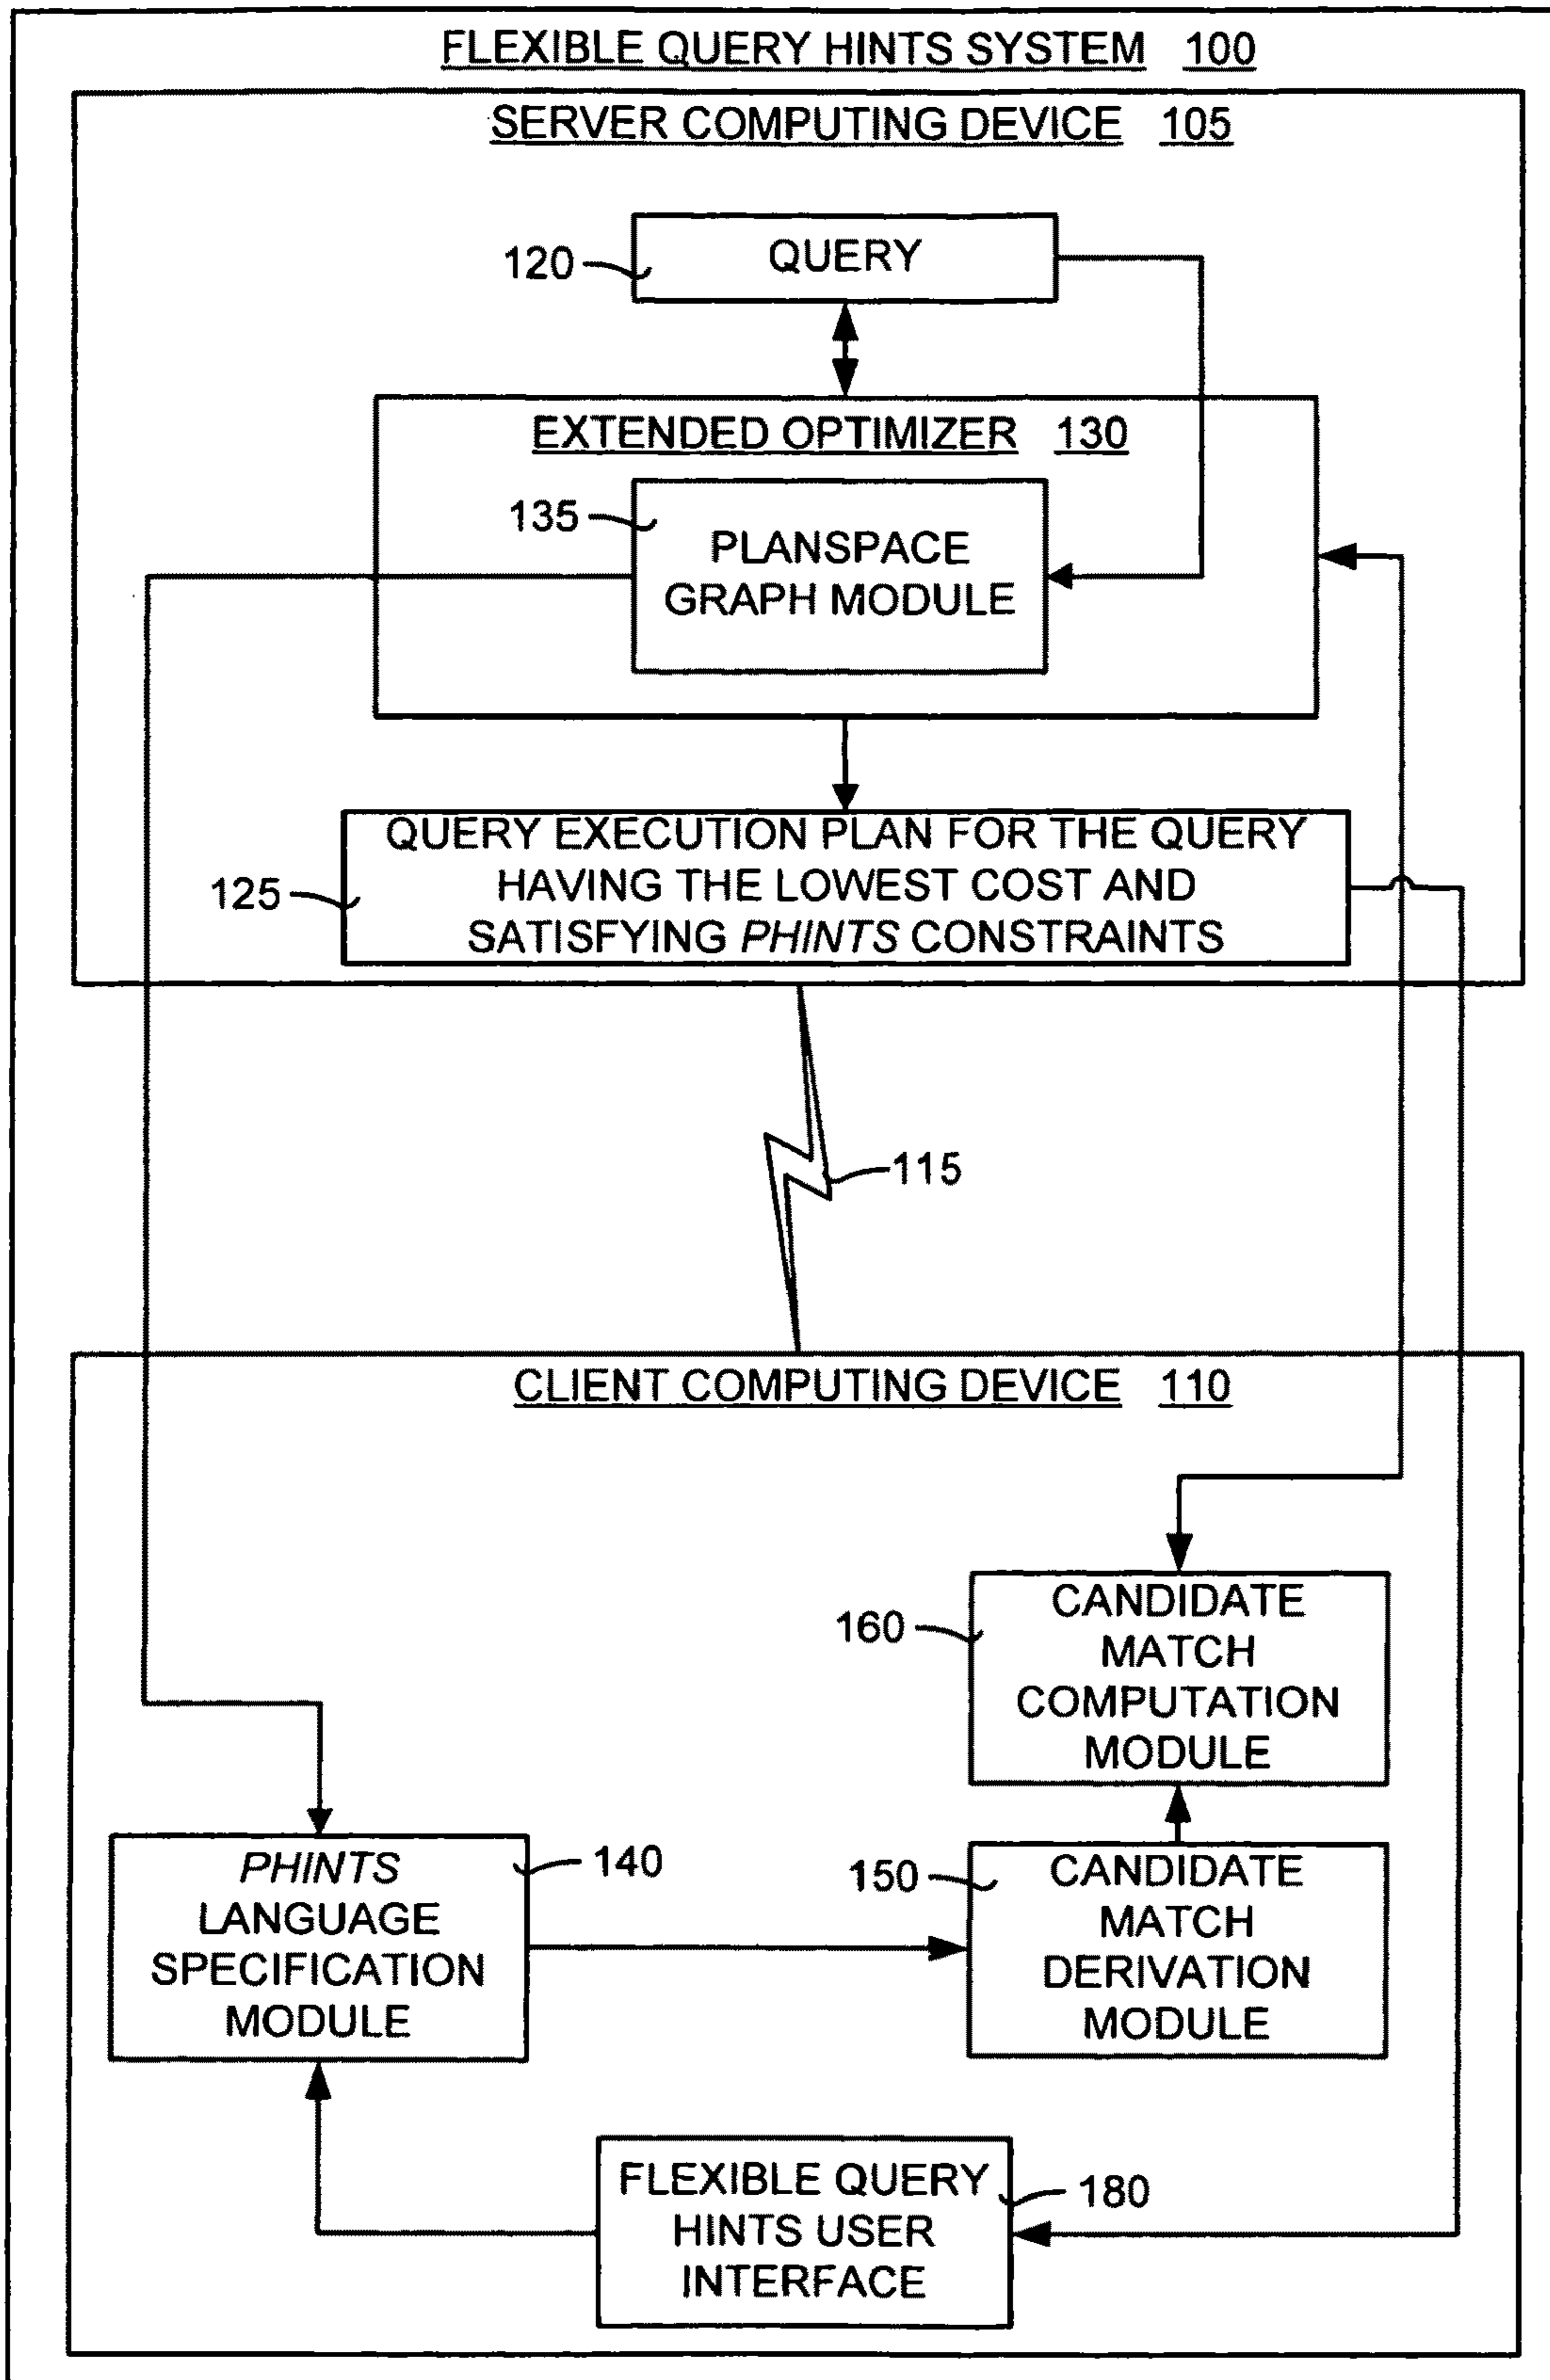 FLEXIBLE QUERY HINTS SYSTEM 100
SERVER COMPUTING DEVICE 105
120
QUERY
EXTENDED OPTIMIZER 130
135
PLANSPACE
GRAPH MODULE
125
QUERY EXECUTION PLAN FOR THE QUERY
HAVING THE LOWEST COST AND
SATISFYING PHINTS CONSTRAINTS
115
CLIENT COMPUTING DEVICE 110
160
CANDIDATE
MATCH
COMPUTATION
MODULE
PHINTS
LANGUAGE
SPECIFICATION
MODULE
140
150
CANDIDATE
MATCH
DERIVATION
MODULE
FLEXIBLE QUERY
HINTS USER
INTERFACE
180